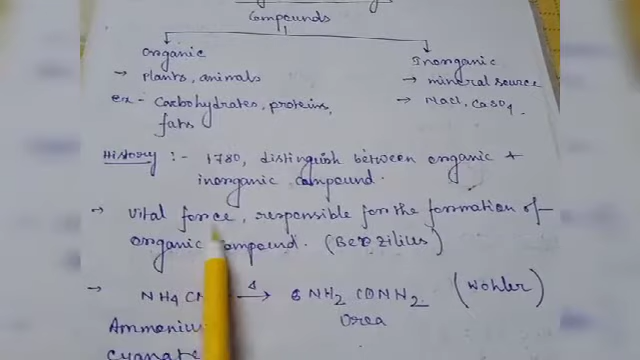 Compounds
Organic
→ Plants, animals
ex - Carbohydrates, proteins,
fats
Inorganic
→ mineral source
→ NaCl, CaSO4.
History :- 1780, distinguish between organic +
inorganic compound.
→ Vital force, responsible for the formation of
organic compound. (Berzilius)
→ NH4 CN → Δ NH2 CONH2 (Wohler)
Ammonium Urea
Cyanate